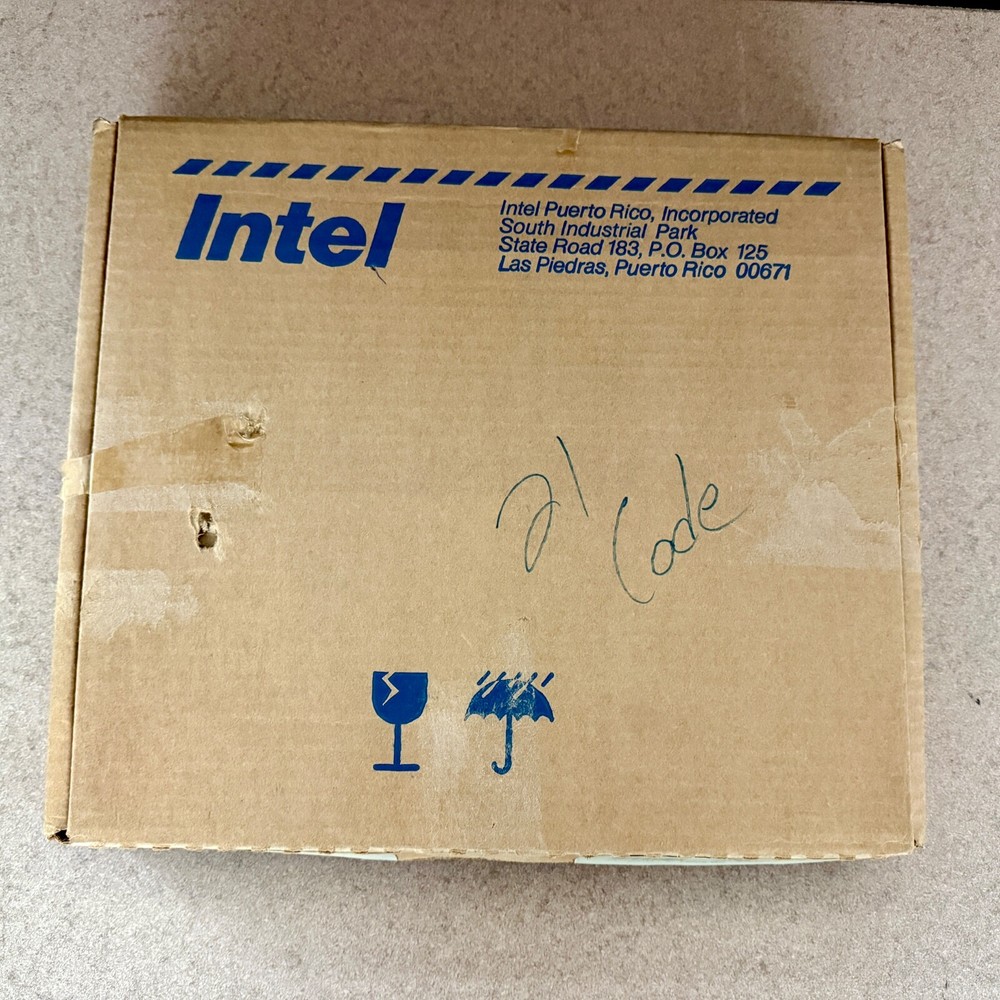 Intel
Intel Puerto Rico, Incorporated
South Industrial Park
State Road 183, P.O. Box 125
Las Piedras, Puerto Rico 00671
21
Code